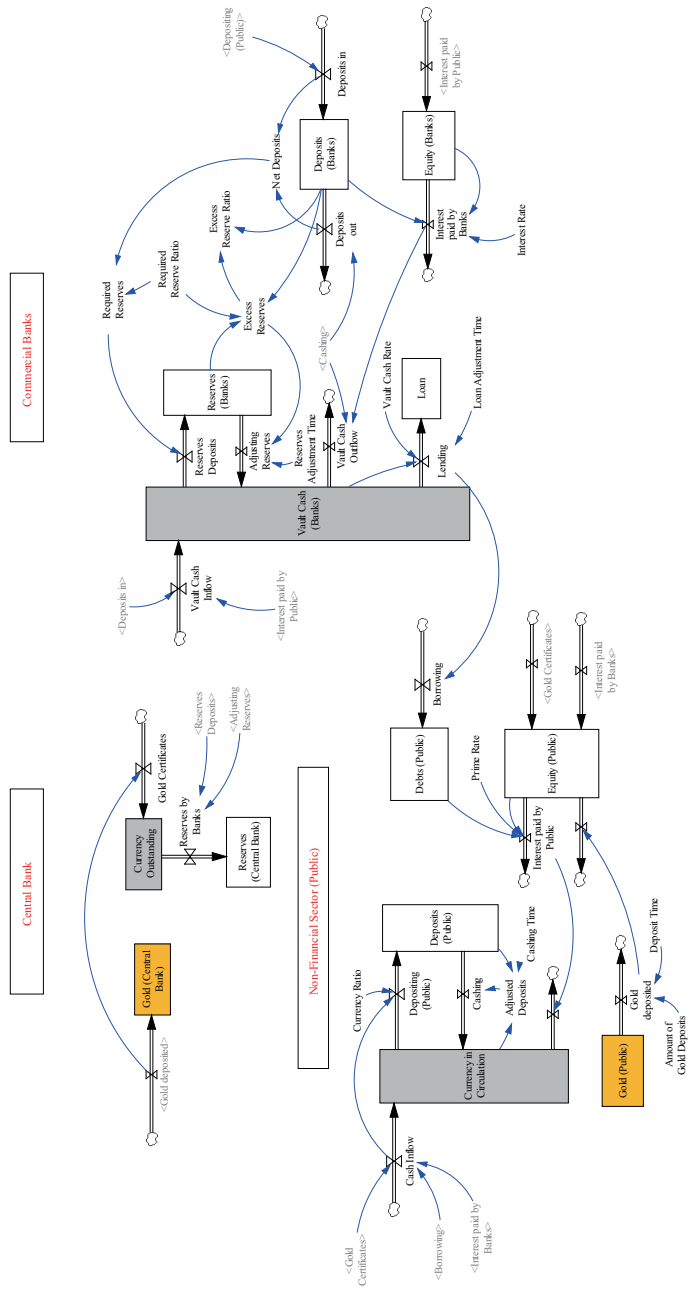 Central Bank
<Gold deposited>
Gold (Central
Bank)
Currency
Outstanding
Gold Certificates
Reserves by
Banks
<Reserves
Deposits>
<Adjusting
Reserves>
Reserves
(Central Bank)
Commercial Banks
<Deposits in>
Vault Cash
Inflow
<Interest paid by
Public>
Vault Cash
(Banks)
Required
Reserves
Required
Reserve Ratio
Reserves
Deposits
Reserves
(Banks)
Adjusting
Reserves
Reserves
Adjustment Time
Excess
Reserves
Excess
Reserve Ratio
Net Deposits
<Depositing
(Public)>
Deposits in
Deposits
(Banks)
Deposits
out
<Cashing>
Vault Cash
Outflow
Vault Cash Rate
Lending
Loan
Loan Adjustment Time
<Interest paid
by Public>
Equity (Banks)
Interest
paid by
Banks
Interest Rate
Non-Financial Sector (Public)
<Gold
Certificates>
Cash Inflow
<Borrowing>
<Interest paid by
Banks>
Currency Ratio
Depositing
(Public)
Deposits
(Public)
Cashing
Adjusted
Deposits
Cashing Time
Currency in
Circulation
Debts (Public)
Borrowing
Prime Rate
Interest paid by
Public
Equity (Public)
<Gold Certificates>
<Interest paid
by Banks>
Gold (Public)
Gold
deposited
Deposit Time
Amount of
Gold Deposits